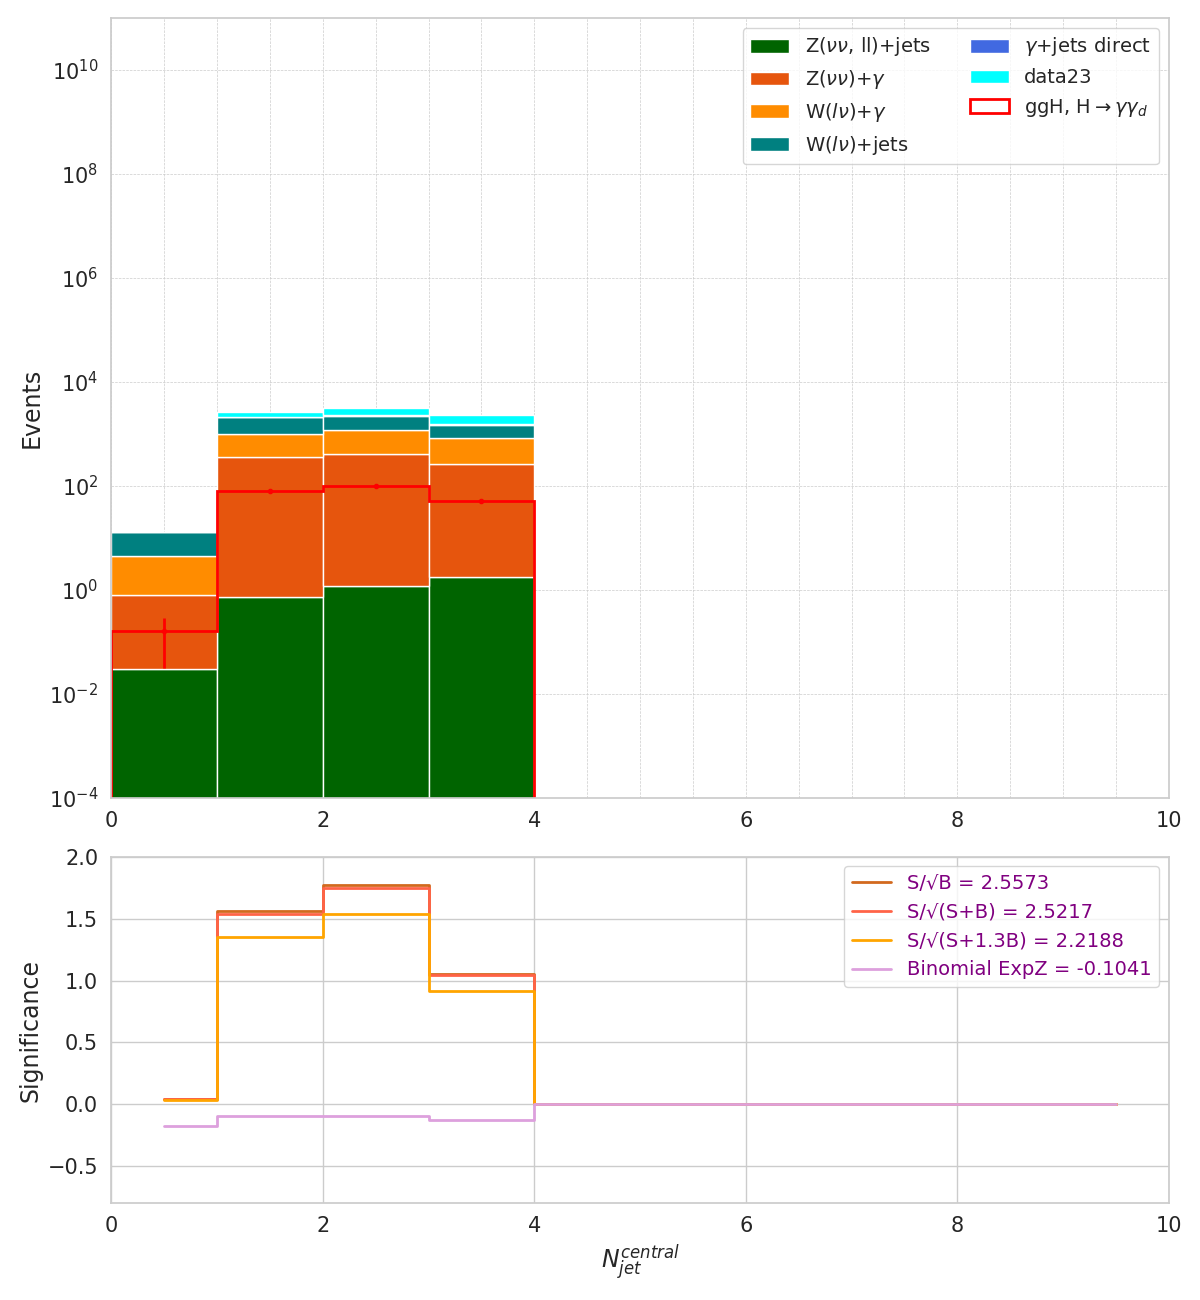 Z(νν, ll)+jets
Z(νν)+γ
W(lν)+γ
W(lν)+jets
γ+jets direct
data23
ggH, H→γγ_d
10^10
10^8
10^6
10^4
10^2
10^0
10^−2
10^−4
Events
0 2 4 6 8 10
S/√B = 2.5573
S/√(S+B) = 2.5217
S/√(S+1.3B) = 2.2188
Binomial ExpZ = -0.1041
2.0
1.5
1.0
0.5
0.0
−0.5
Significance
0 2 4 6 8 10
N_jet^central